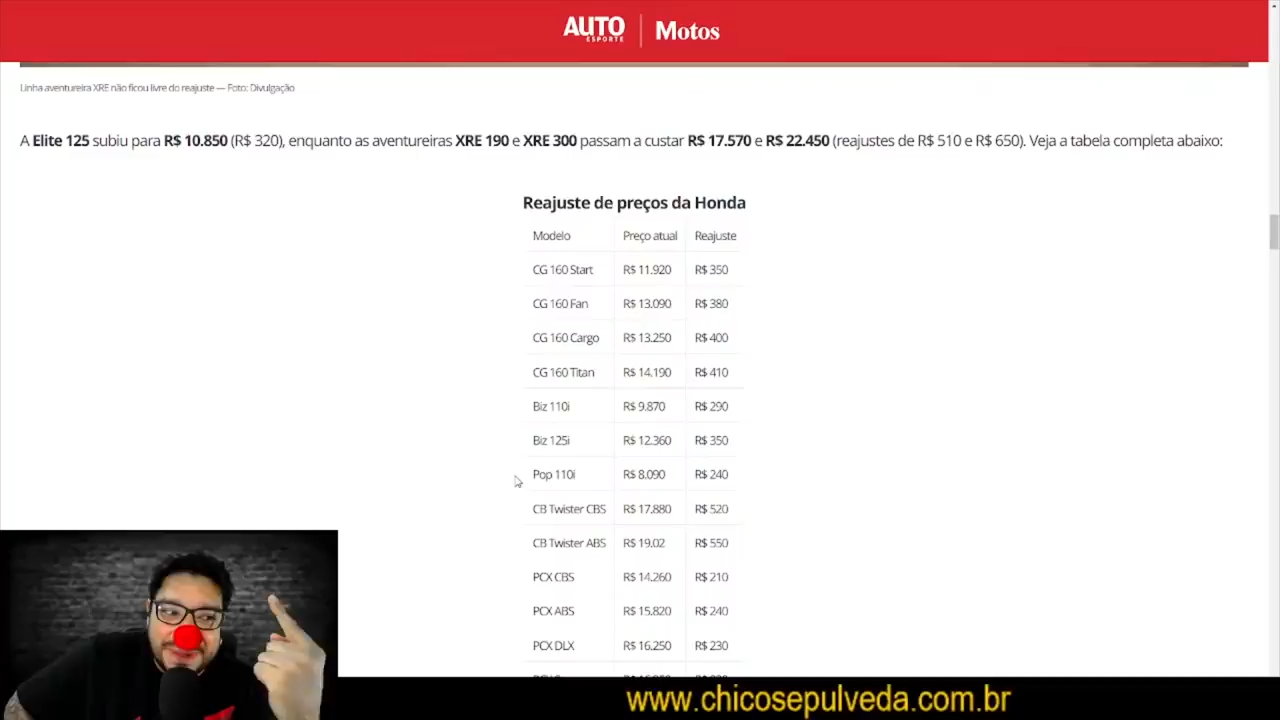 AUTO ESPORTE | Motos
Linha aventureira XRE não ficou livre do reajuste — Foto: Divulgação
A Elite 125 subiu para R$ 10.850 (R$ 320), enquanto as aventureiras XRE 190 e XRE 300 passam a custar R$ 17.570 e R$ 22.450 (reajustes de R$ 510 e R$ 650). Veja a tabela completa abaixo:
Reajuste de preços da Honda
Modelo Preço atual Reajuste
CG 160 Start R$ 11.920 R$ 350
CG 160 Fan R$ 13.090 R$ 380
CG 160 Cargo R$ 13.250 R$ 400
CG 160 Titan R$ 14.190 R$ 410
Biz 110i R$ 9.870 R$ 290
Biz 125i R$ 12.360 R$ 350
Pop 110i R$ 8.090 R$ 240
CB Twister CBS R$ 17.880 R$ 520
CB Twister ABS R$ 19.02 R$ 550
PCX CBS R$ 14.260 R$ 210
PCX ABS R$ 15.820 R$ 240
PCX DLX R$ 16.250 R$ 230
www.chicosepulveda.com.br